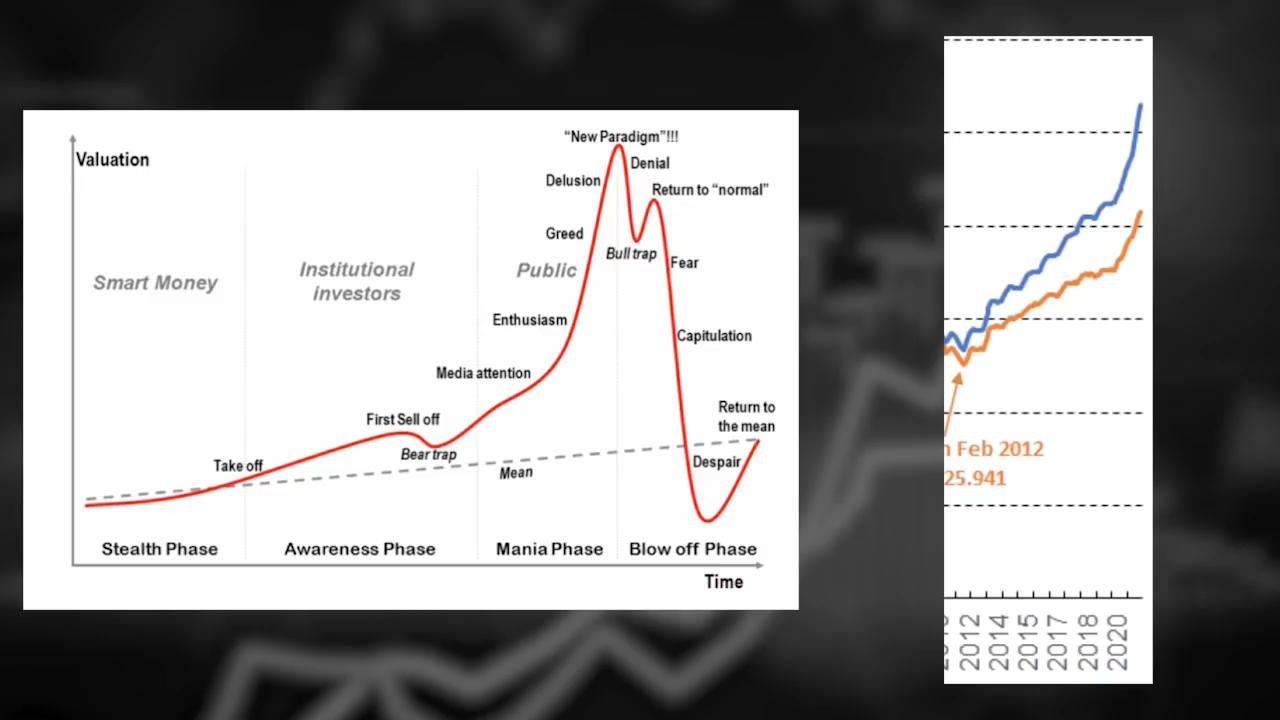 "New Paradigm"!!!
Valuation
Denial
Delusion
Return to "normal"
Greed
Bull trap
Fear
Smart Money
Institutional
investors
Public
Enthusiasm
Capitulation
Media attention
First Sell off
Return to
the mean
Bear trap
Take off
Mean
Despair
Stealth Phase
Awareness Phase
Mania Phase
Blow off Phase
Time
Feb 2012
25.941
2012
2014
2015
2017
2018
2020